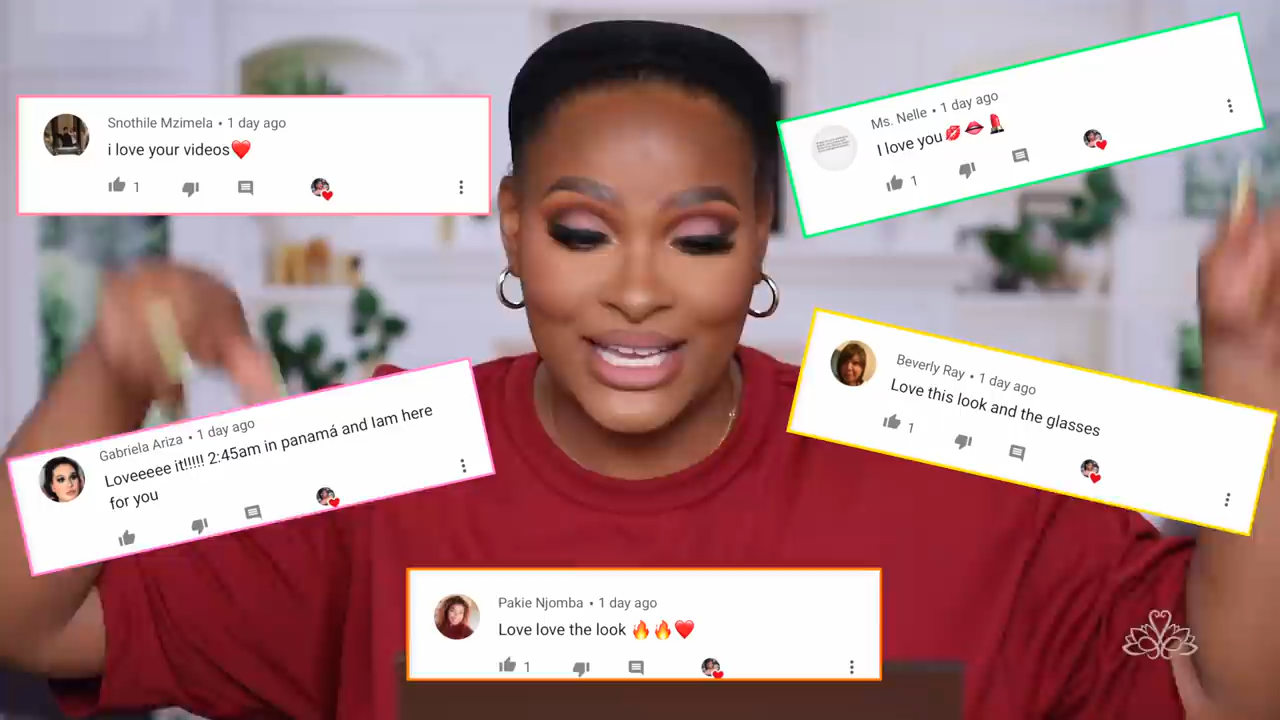 Snothile Mzimela • 1 day ago
i love your videos❤️
1
Ms. Nelle • 1 day ago
I love you💋👄💄
1
Gabriela Ariza • 1 day ago
Loveeeee it!!!!! 2:45am in panamá and Iam here
for you
Beverly Ray • 1 day ago
Love this look and the glasses
1
Pakie Njomba • 1 day ago
Love love the look 🔥🔥❤️
1